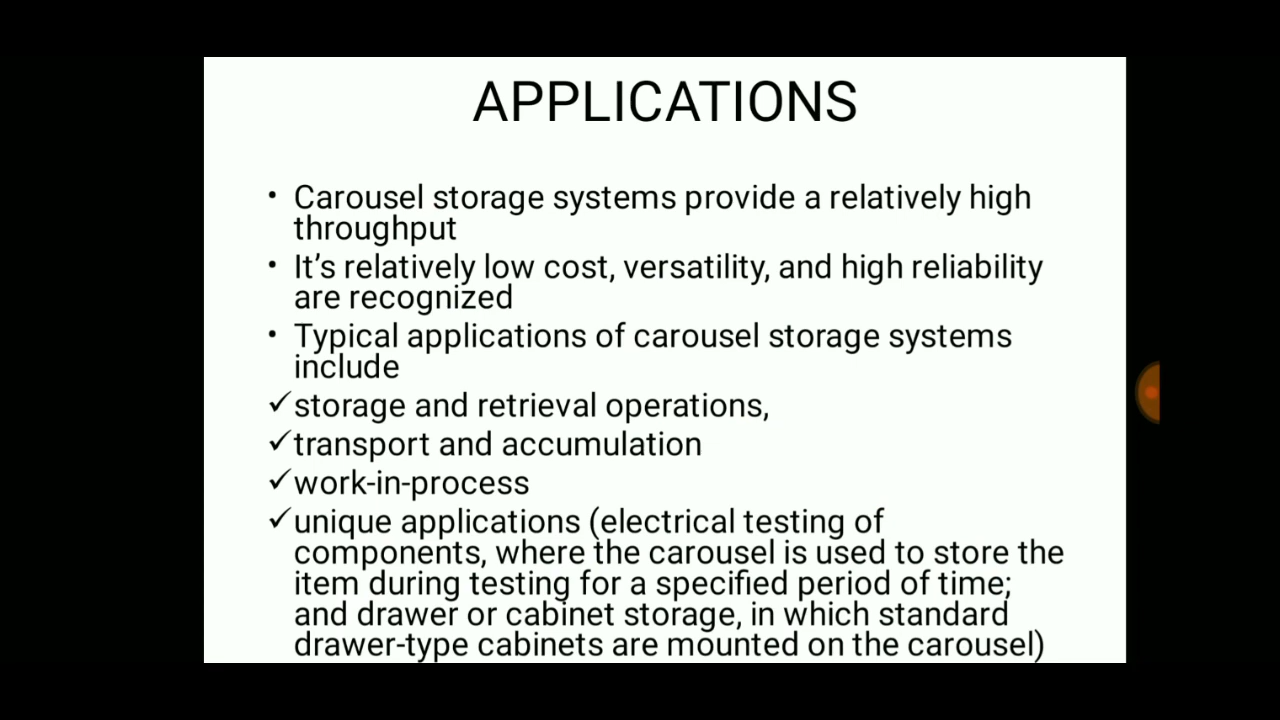 APPLICATIONS
• Carousel storage systems provide a relatively high
throughput
• It's relatively low cost, versatility, and high reliability
are recognized
• Typical applications of carousel storage systems
include
✓storage and retrieval operations,
✓transport and accumulation
✓work-in-process
✓unique applications (electrical testing of
components, where the carousel is used to store the
item during testing for a specified period of time;
and drawer or cabinet storage, in which standard
drawer-type cabinets are mounted on the carousel)